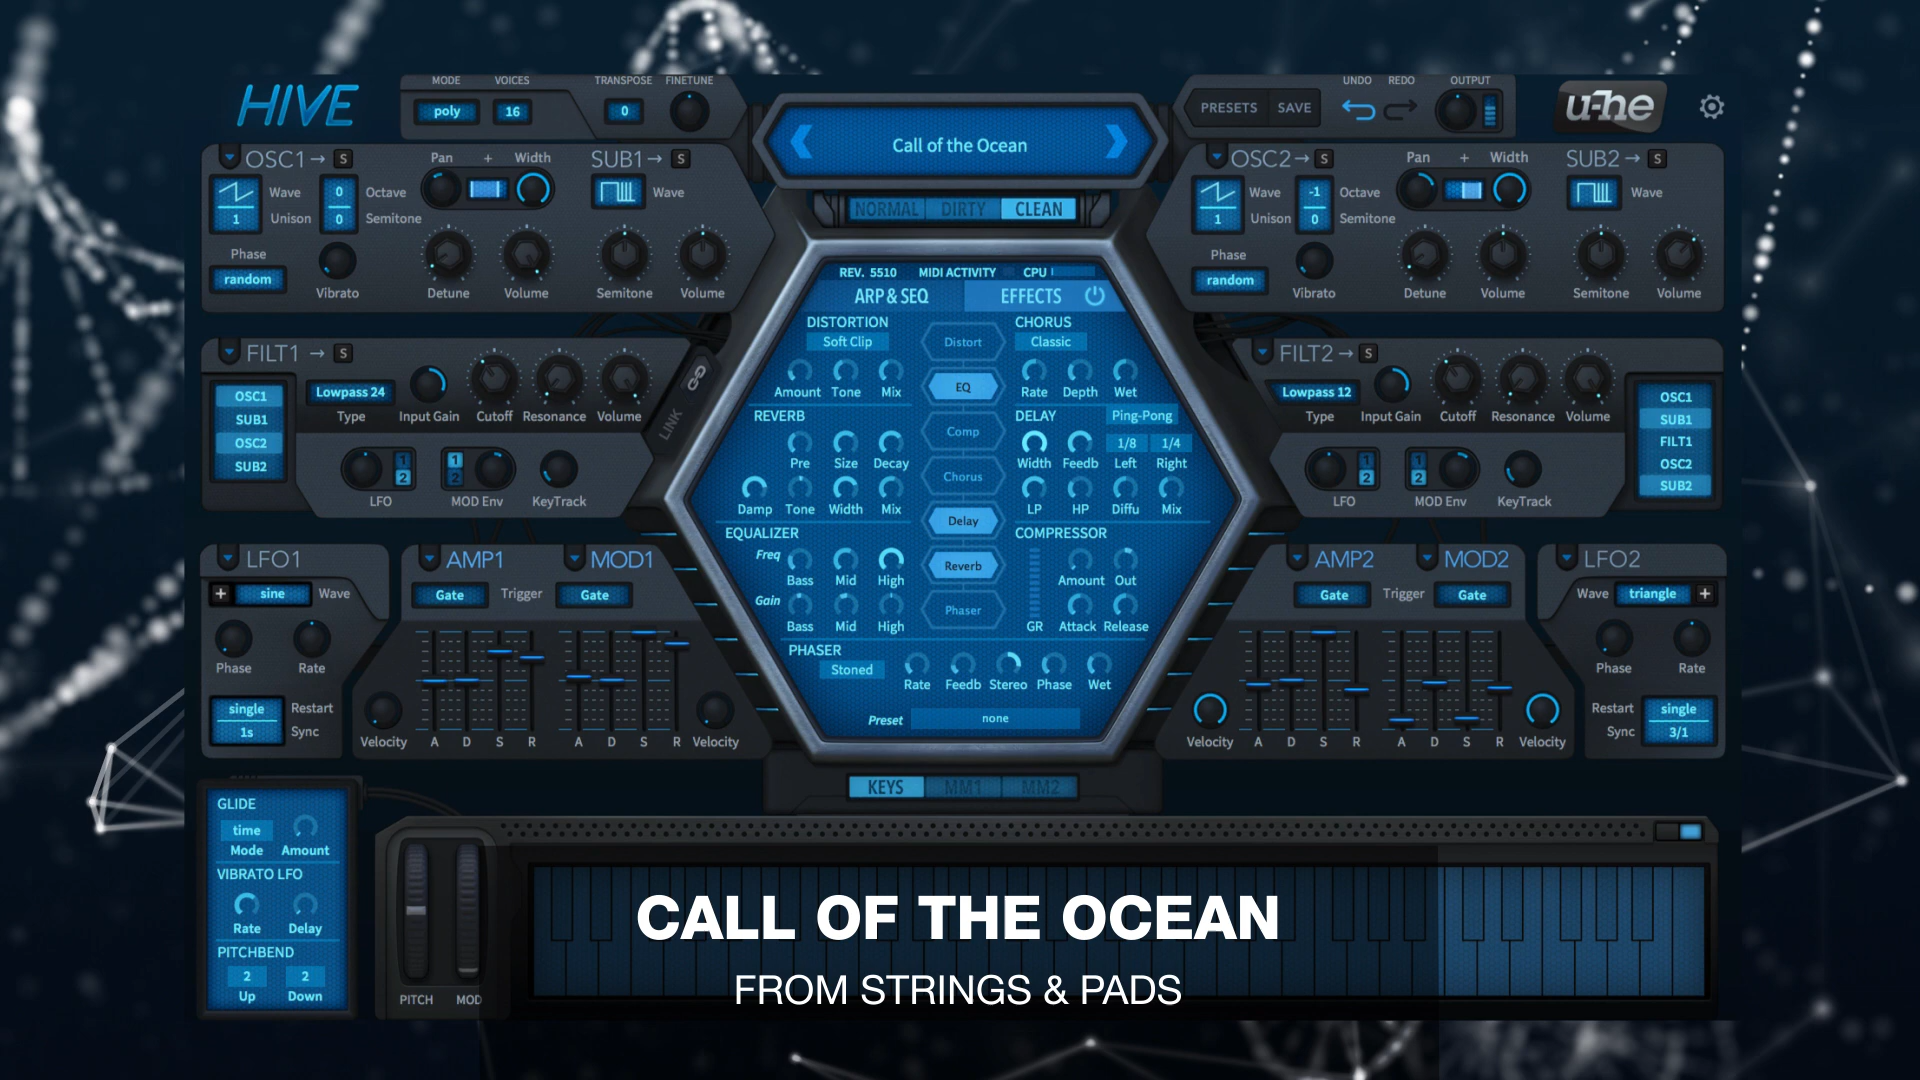 HIVE
MODE VOICES TRANSPOSE FINETUNE
poly 16 0
Call of the Ocean
PRESETS SAVE
UNDO REDO OUTPUT
u-he
NORMAL DIRTY CLEAN
OSC1 → S
Pan + Width
SUB1 → S
Wave 0 Octave Wave
1 Unison 0 Semitone
Phase
random
Vibrato Detune Volume Semitone Volume
OSC2 → S
Pan + Width
SUB2 → S
Wave -1 Octave Wave
1 Unison 0 Semitone
Phase
random
Vibrato Detune Volume Semitone Volume
FILT1 → S
OSC1
SUB1
OSC2
SUB2
Lowpass 24
Type Input Gain Cutoff Resonance Volume
1 2 1 2
LFO MOD Env KeyTrack
LINK
REV. 5510 MIDI ACTIVITY CPU
ARP & SEQ EFFECTS
DISTORTION
Soft Clip
Amount Tone Mix
REVERB
Pre Size Decay
Damp Tone Width Mix
EQUALIZER
Freq
Bass Mid High
Gain
Bass Mid High
Distort
EQ
Comp
Chorus
Delay
Reverb
Phaser
CHORUS
Classic
Rate Depth Wet
DELAY Ping-Pong
1/8 1/4
Width Feedb Left Right
LP HP Diffu Mix
COMPRESSOR
Amount Out
GR Attack Release
PHASER
Stoned
Rate Feedb Stereo Phase Wet
Preset none
FILT2 → S
Lowpass 12
Type Input Gain Cutoff Resonance Volume
1 2 1 2
LFO MOD Env KeyTrack
OSC1
SUB1
FILT1
OSC2
SUB2
LFO1
+ sine Wave
Phase Rate
single Restart
1s Sync
AMP1 MOD1
Gate Trigger Gate
Velocity A D S R A D S R Velocity
AMP2 MOD2
Gate Trigger Gate
Velocity A D S R A D S R Velocity
LFO2
Wave triangle +
Phase Rate
Restart single
Sync 3/1
KEYS MM1 MM2
GLIDE
time
Mode Amount
VIBRATO LFO
Rate Delay
PITCHBEND
2 2
Up Down
PITCH MOD
CALL OF THE OCEAN
FROM STRINGS & PADS